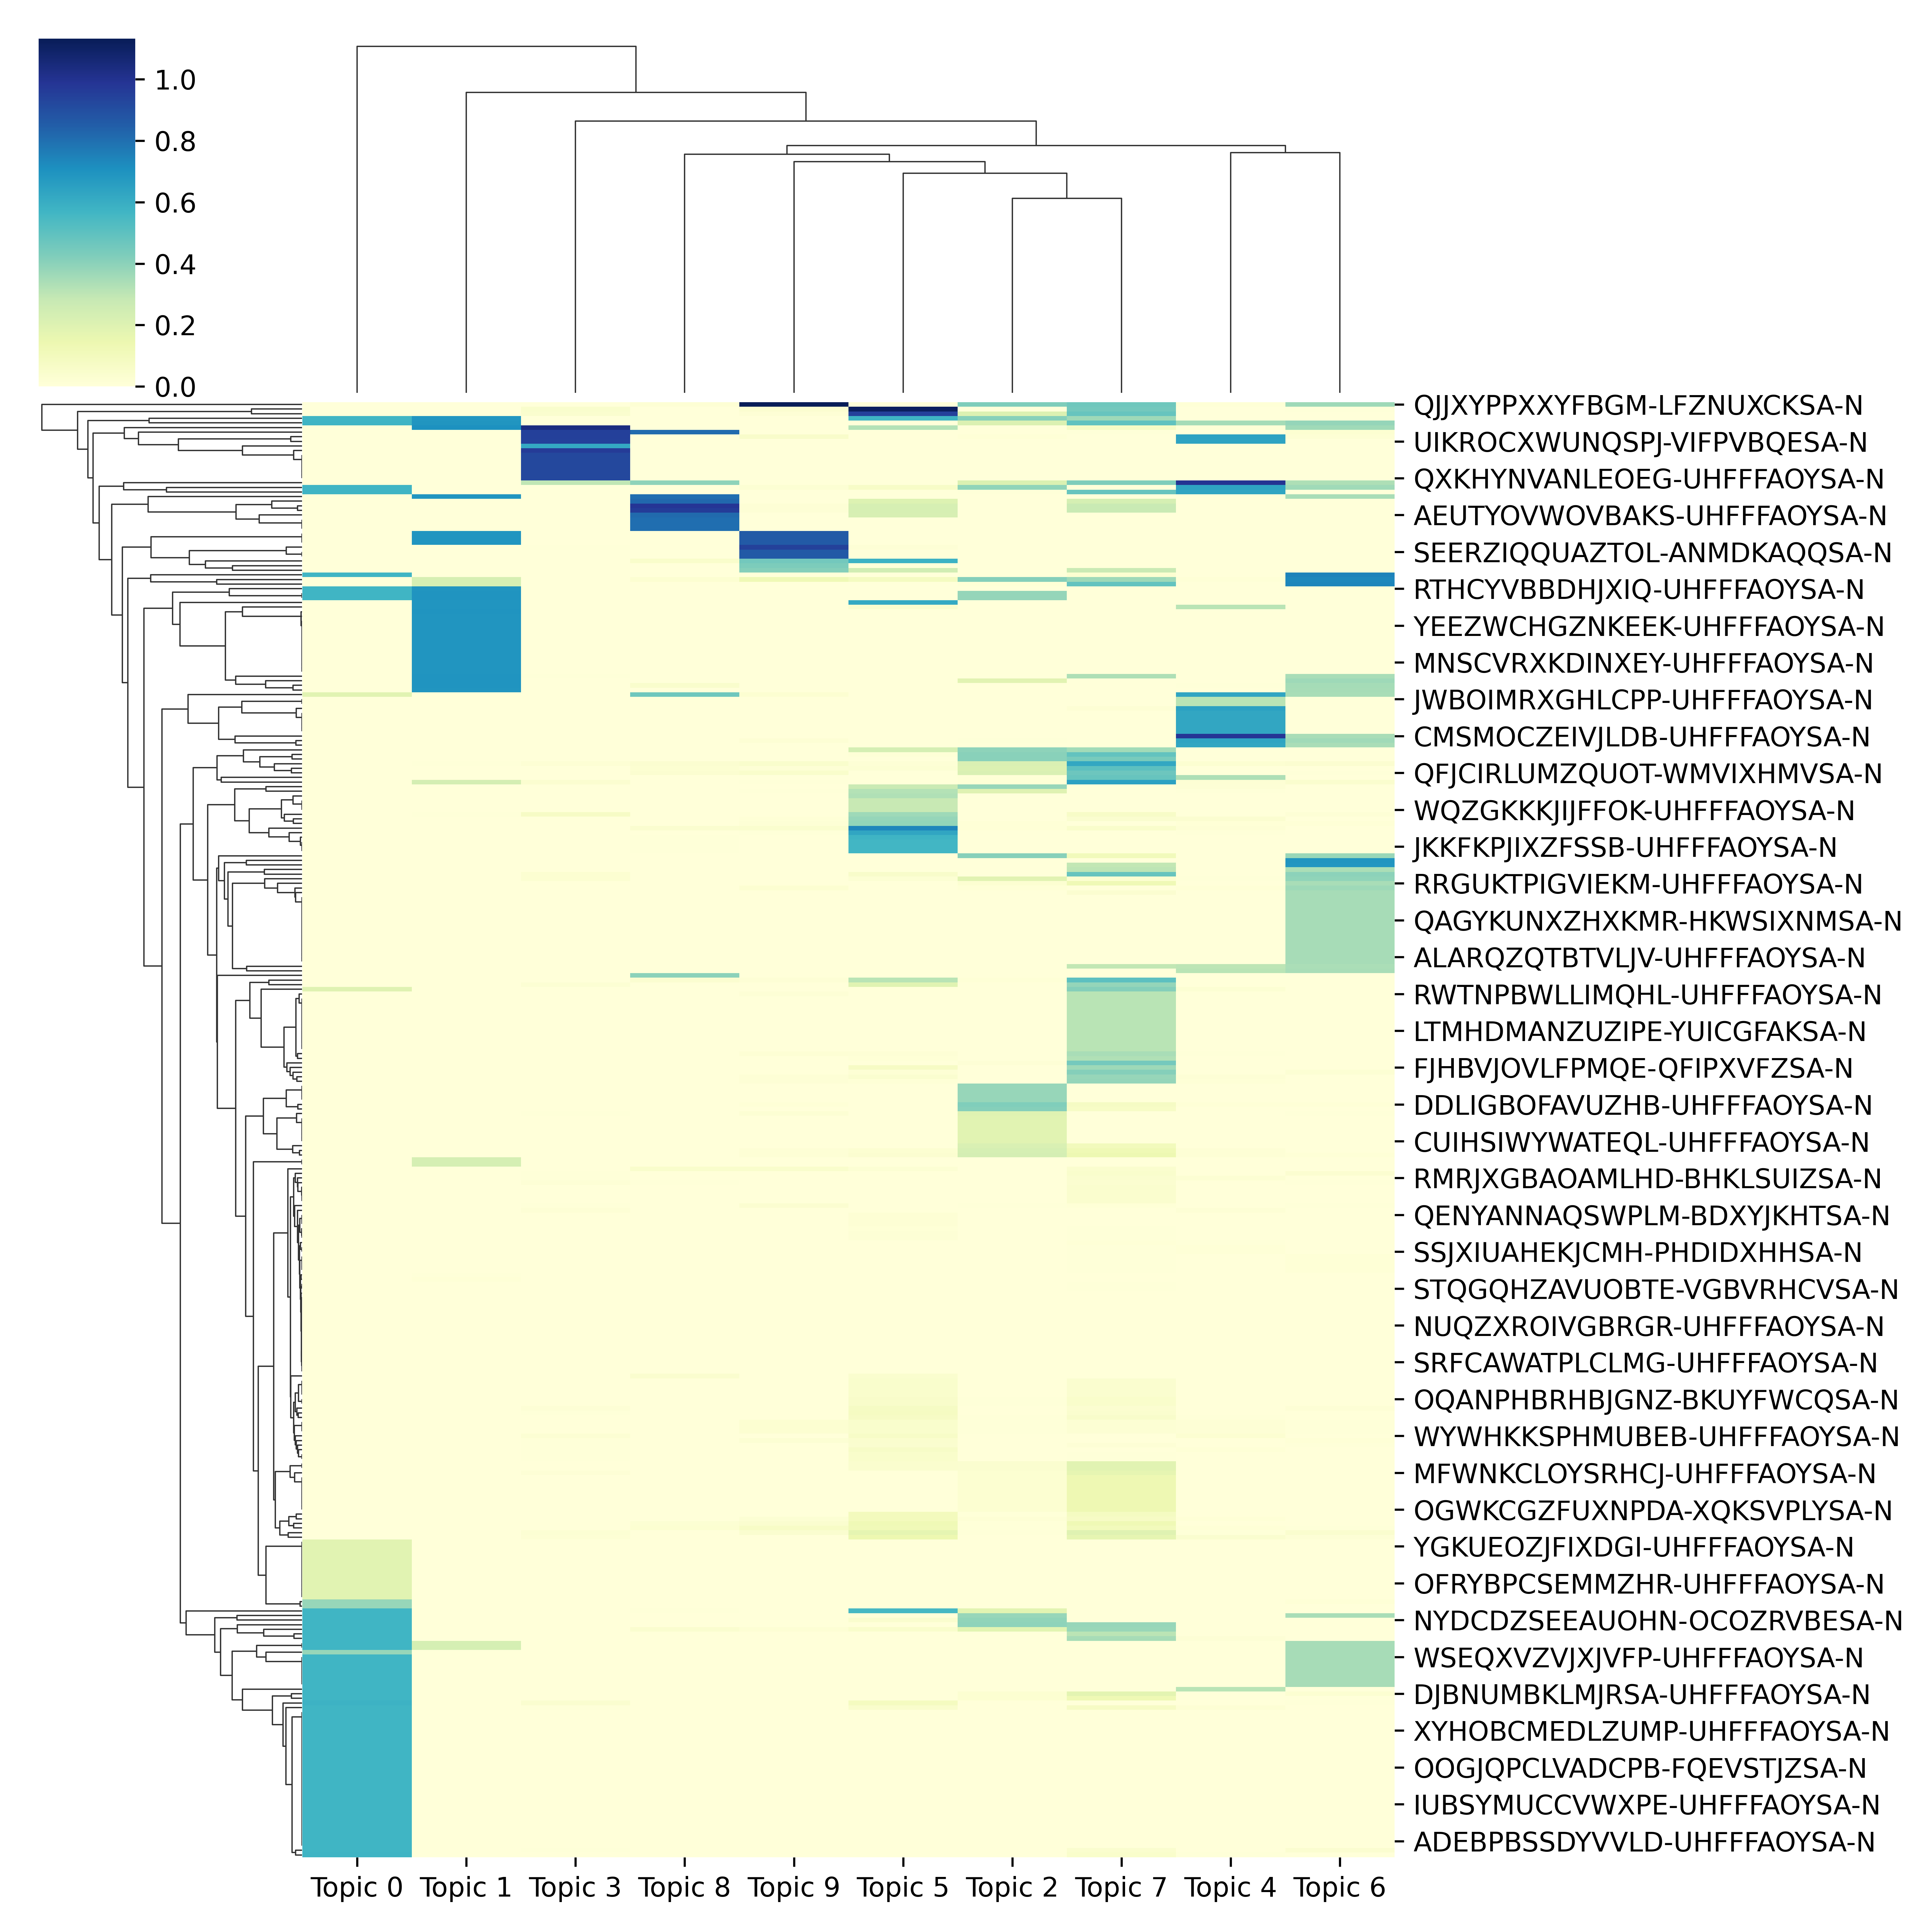 1.0
0.8
0.6
0.4
0.2
0.0
QJJXYPPXXYFBGM-LFZNUXCKSA-N
UIKROCXWUNQSPJ-VIFPVBQESA-N
QXKHYNVANLEOEG-UHFFFAOYSA-N
AEUTYOVWOVBAKS-UHFFFAOYSA-N
SEERZIQQUAZTOL-ANMDKAQQSA-N
RTHCYVBBDHJXIQ-UHFFFAOYSA-N
YEEZWCHGZNKEEK-UHFFFAOYSA-N
MNSCVRXKDINXEY-UHFFFAOYSA-N
JWBOIMRXGHLCPP-UHFFFAOYSA-N
CMSMOCZEIVJLDB-UHFFFAOYSA-N
QFJCIRLUMZQUOT-WMVIXHMVSA-N
WQZGKKKJIJFFOK-UHFFFAOYSA-N
JKKFKPJIXZFSSB-UHFFFAOYSA-N
RRGUKTPIGVIEKM-UHFFFAOYSA-N
QAGYKUNXZHXKMR-HKWSIXNMSA-N
ALARQZQTBTVLJV-UHFFFAOYSA-N
RWTNPBWLLIMQHL-UHFFFAOYSA-N
LTMHDMANZUZIPE-YUICGFAKSA-N
FJHBVJOVLFPMQE-QFIPXVFZSA-N
DDLIGBOFAVUZHB-UHFFFAOYSA-N
CUIHSIWYWATEQL-UHFFFAOYSA-N
RMRJXGBAOAMLHD-BHKLSUIZSA-N
QENYANNAQSWPLM-BDXYJKHTSA-N
SSJXIUAHEKJCMH-PHDIDXHHSA-N
STQGQHZAVUOBTE-VGBVRHCVSA-N
NUQZXROIVGBRGR-UHFFFAOYSA-N
SRFCAWATPLCLMG-UHFFFAOYSA-N
OQANPHBRHBJGNZ-BKUYFWCQSA-N
WYWHKKSPHMUBEB-UHFFFAOYSA-N
MFWNKCLOYSRHCJ-UHFFFAOYSA-N
OGWKCGZFUXNPDA-XQKSVPLYSA-N
YGKUEOZJFIXDGI-UHFFFAOYSA-N
OFRYBPCSEMMZHR-UHFFFAOYSA-N
NYDCDZSEEAUOHN-OCOZRVBESA-N
WSEQXVZVJXJVFP-UHFFFAOYSA-N
DJBNUMBKLMJRSA-UHFFFAOYSA-N
XYHOBCMEDLZUMP-UHFFFAOYSA-N
OOGJQPCLVADCPB-FQEVSTJZSA-N
IUBSYMUCCVWXPE-UHFFFAOYSA-N
ADEBPBSSDYVVLD-UHFFFAOYSA-N
Topic 0 Topic 1 Topic 3 Topic 8 Topic 9 Topic 5 Topic 2 Topic 7 Topic 4 Topic 6